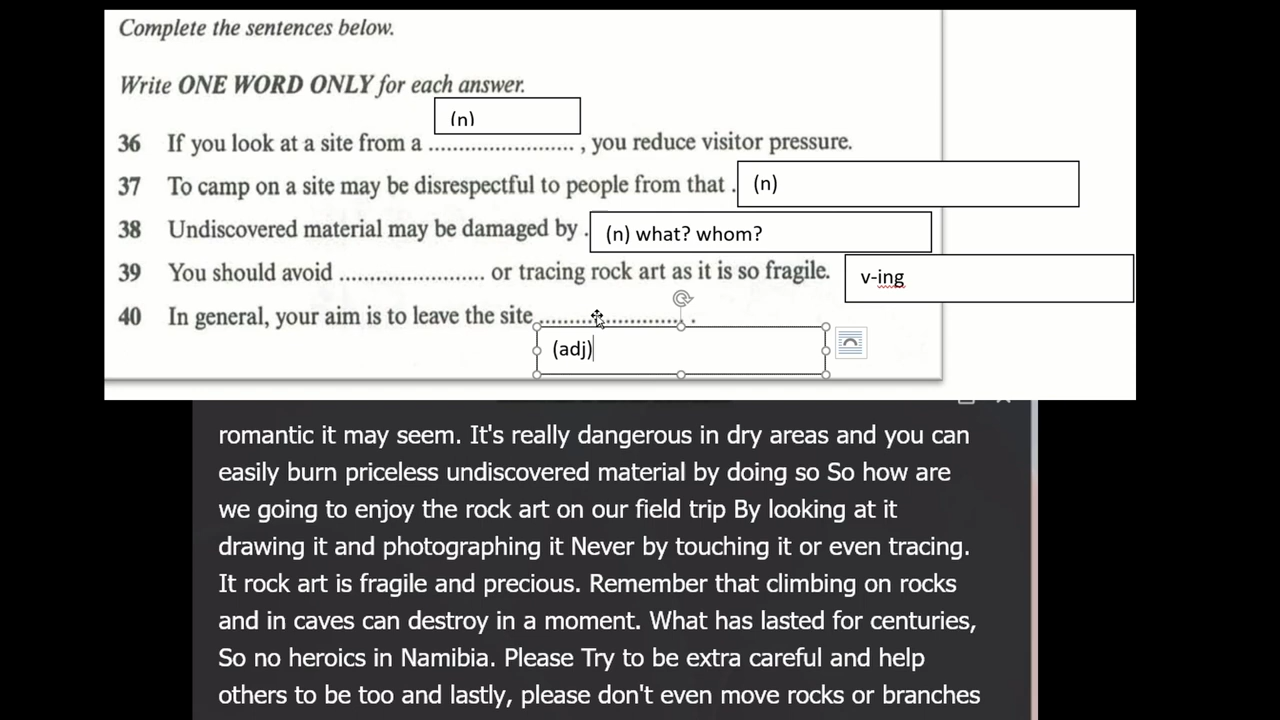 Complete the sentences below.
Write ONE WORD ONLY for each answer.
(n)
36 If you look at a site from a ........................ , you reduce visitor pressure.
37 To camp on a site may be disrespectful to people from that . (n)
38 Undiscovered material may be damaged by . (n) what? whom?
39 You should avoid ........................ or tracing rock art as it is so fragile. v-ing
40 In general, your aim is to leave the site ........................ .
(adj)
romantic it may seem. It's really dangerous in dry areas and you can
easily burn priceless undiscovered material by doing so So how are
we going to enjoy the rock art on our field trip By looking at it
drawing it and photographing it Never by touching it or even tracing.
It rock art is fragile and precious. Remember that climbing on rocks
and in caves can destroy in a moment. What has lasted for centuries,
So no heroics in Namibia. Please Try to be extra careful and help
others to be too and lastly, please don't even move rocks or branches